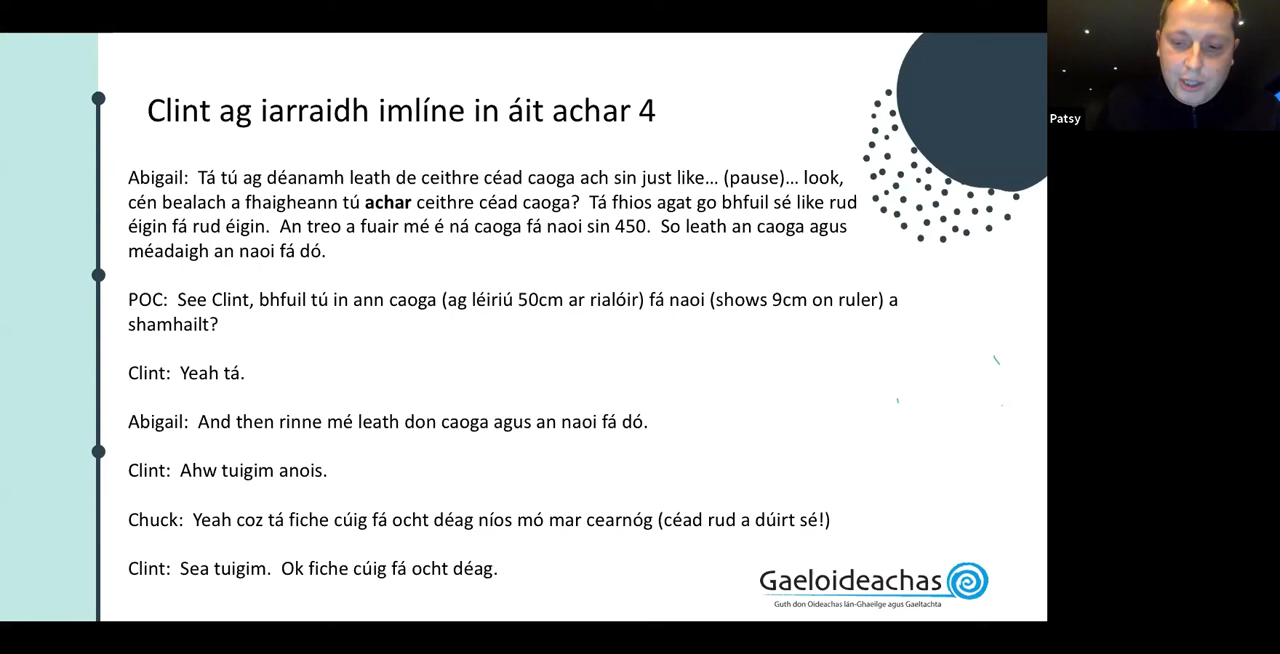 Clint ag iarraidh imlíne in áit achar 4
Abigail: Tá tú ag déanamh leath de ceithre céad caoga ach sin just like… (pause)… look,
cén bealach a fhaigheann tú achar ceithre céad caoga? Tá fhios agat go bhfuil sé like rud
éigin fá rud éigin. An treo a fuair mé é ná caoga fá naoi sin 450. So leath an caoga agus
méadaigh an naoi fá dó.
POC: See Clint, bhfuil tú in ann caoga (ag léiriú 50cm ar rialóir) fá naoi (shows 9cm on ruler) a
shamhailt?
Clint: Yeah tá.
Abigail: And then rinne mé leath don caoga agus an naoi fá dó.
Clint: Ahw tuigim anois.
Chuck: Yeah coz tá fiche cúig fá ocht déag níos mó mar cearnóg (céad rud a dúirt sé!)
Clint: Sea tuigim. Ok fiche cúig fá ocht déag.
Gaeloideachas
Guth don Oideachas lán-Ghaeilge agus Gaeltachta
Patsy